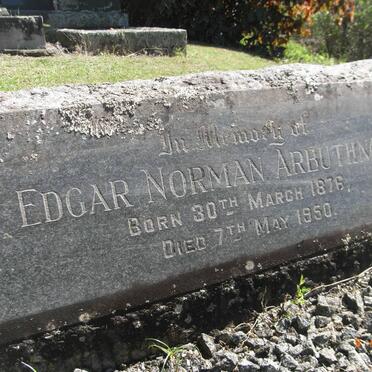 In Memory of
EDGAR NORMAN ARBUTHN
BORN 30TH MARCH 1876,
DIED 7TH MAY 1950.